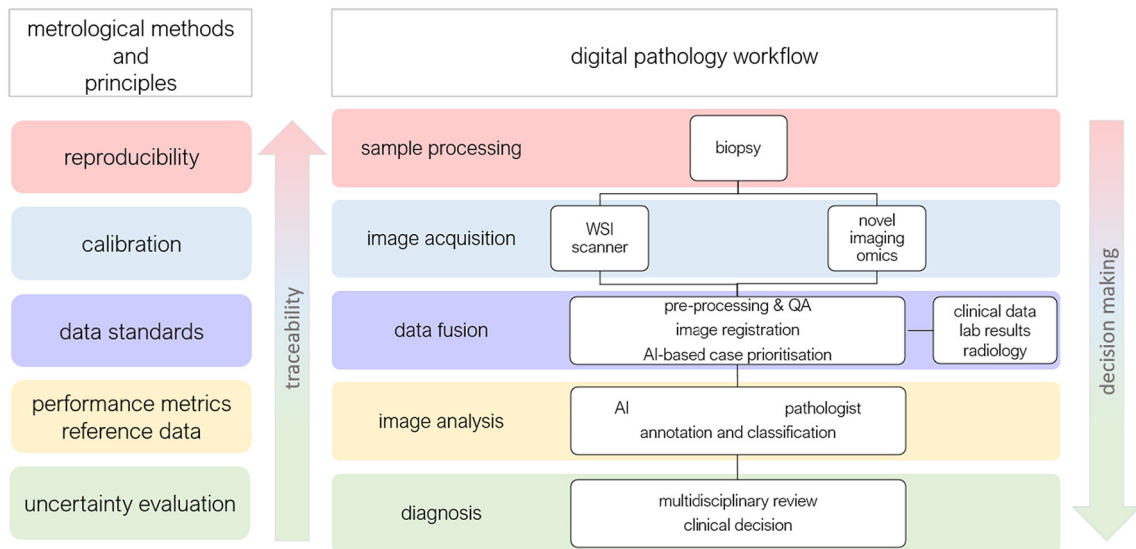 metrological methods
and
principles
digital pathology workflow
reproducibility
sample processing
biopsy
calibration
image acquisition
WSI
scanner
novel
imaging
omics
data standards
data fusion
pre-processing & QA
image registration
AI-based case prioritisation
clinical data
lab results
radiology
performance metrics
reference data
image analysis
AI pathologist
annotation and classification
uncertainty evaluation
diagnosis
multidisciplinary review
clinical decision
traceability
decision making